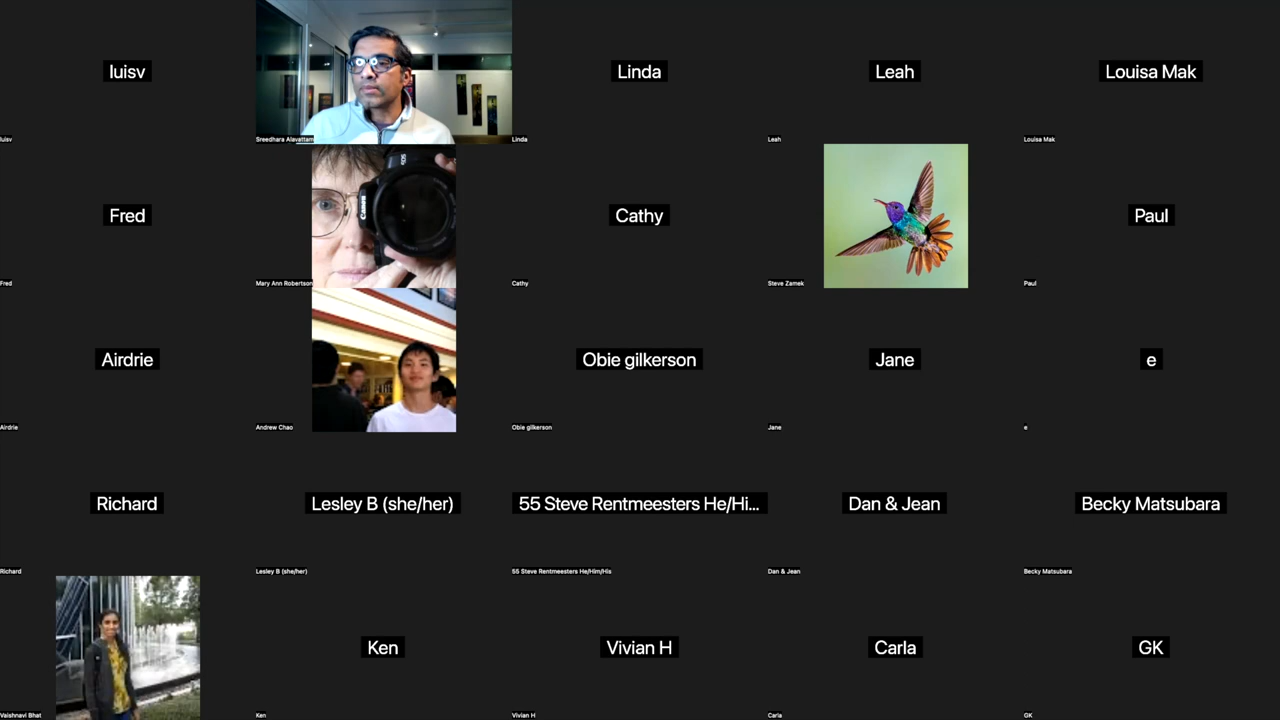 luisv
Linda
Leah
Louisa Mak
luisv
Sreedhara Alavattam
Linda
Leah
Louisa Mak
EOS
Canon
Fred
Cathy
Paul
Fred
Mary Ann Robertson
Cathy
Steve Zamek
Paul
Airdrie
Obie gilkerson
Jane
e
Airdrie
Andrew Chao
Obie gilkerson
Jane
e
Richard
Lesley B (she/her)
55 Steve Rentmeesters He/Hi...
Dan & Jean
Becky Matsubara
Richard
Lesley B (she/her)
55 Steve Rentmeesters He/Him/His
Dan & Jean
Becky Matsubara
Ken
Vivian H
Carla
GK
Vaishnavi Bhat
Ken
Vivian H
Carla
GK